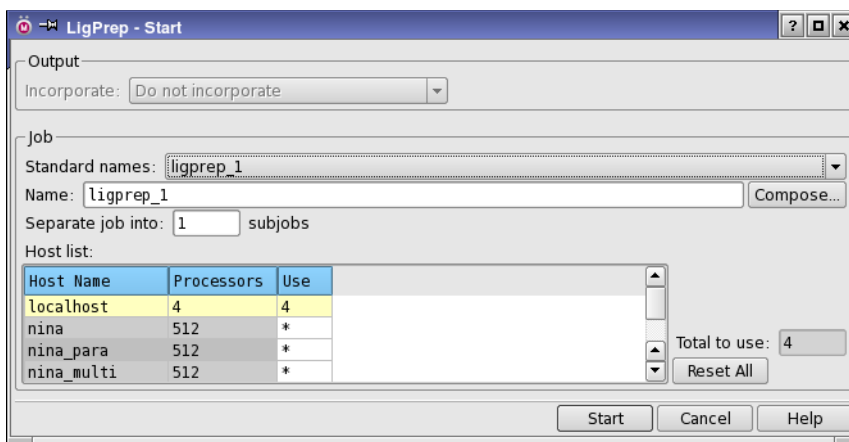 LigPrep - Start
Output
Incorporate: Do not incorporate
Job
Standard names: ligprep_1
Name: ligprep_1 Compose...
Separate job into: 1 subjobs
Host list:
Host Name Processors Use
localhost 4 4
nina 512 *
nina_para 512 *
nina_multi 512 *
Total to use: 4
Reset All
Start Cancel Help